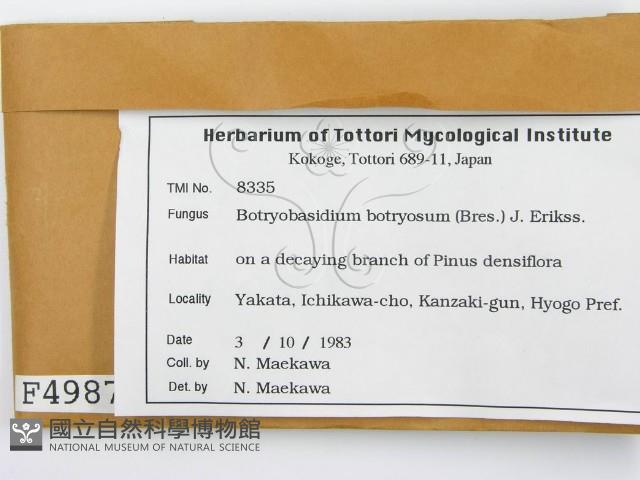 Herbarium of Tottori Mycological Institute
Kokoge, Tottori 689-11, Japan
TMI No. 8335
Fungus Botryobasidium botryosum (Bres.) J. Erikss.
Habitat on a decaying branch of Pinus densiflora
Locality Yakata, Ichikawa-cho, Kanzaki-gun, Hyogo Pref.
Date 3 / 10 / 1983
Coll. by N. Maekawa
Det. by N. Maekawa
F4987
國立自然科學博物館
NATIONAL MUSEUM OF NATURAL SCIENCE